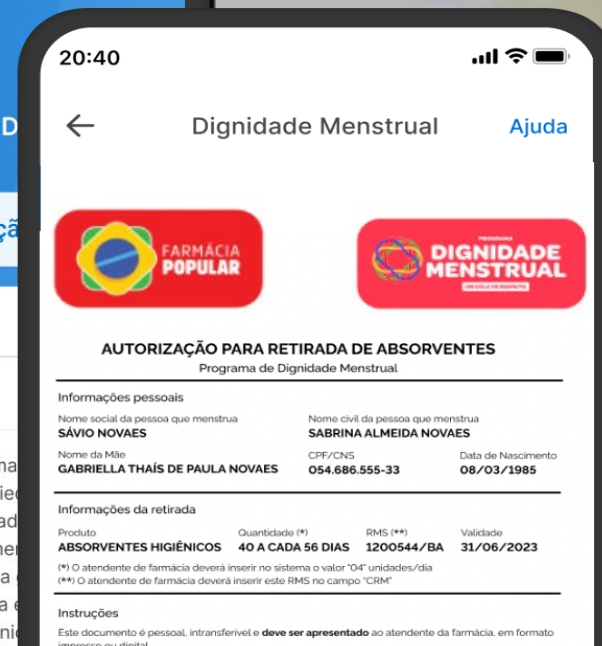 20:40
Dignidade Menstrual
Ajuda
FARMÁCIA
POPULAR
PROGRAMA
DIGNIDADE
MENSTRUAL
UM CICLO DE RESPEITO
AUTORIZAÇÃO PARA RETIRADA DE ABSORVENTES
Programa de Dignidade Menstrual
Informações pessoais
Nome social da pessoa que menstrua
SÁVIO NOVAES
Nome civil da pessoa que menstrua
SABRINA ALMEIDA NOVAES
Nome da Mãe
GABRIELLA THAÍS DE PAULA NOVAES
CPF/CNS
054.686.555-33
Data de Nascimento
08/03/1985
Informações da retirada
Produto
ABSORVENTES HIGIÊNICOS
Quantidade (*)
40 A CADA 56 DIAS
RMS (**)
1200544/BA
Validade
31/06/2023
(*) O atendente de farmácia deverá inserir no sistema o valor "04" unidades/dia
(**) O atendente de farmácia deverá inserir este RMS no campo "CRM"
Instruções
Este documento é pessoal, intransferível e deve ser apresentado ao atendente da farmácia, em formato
impresso ou digital